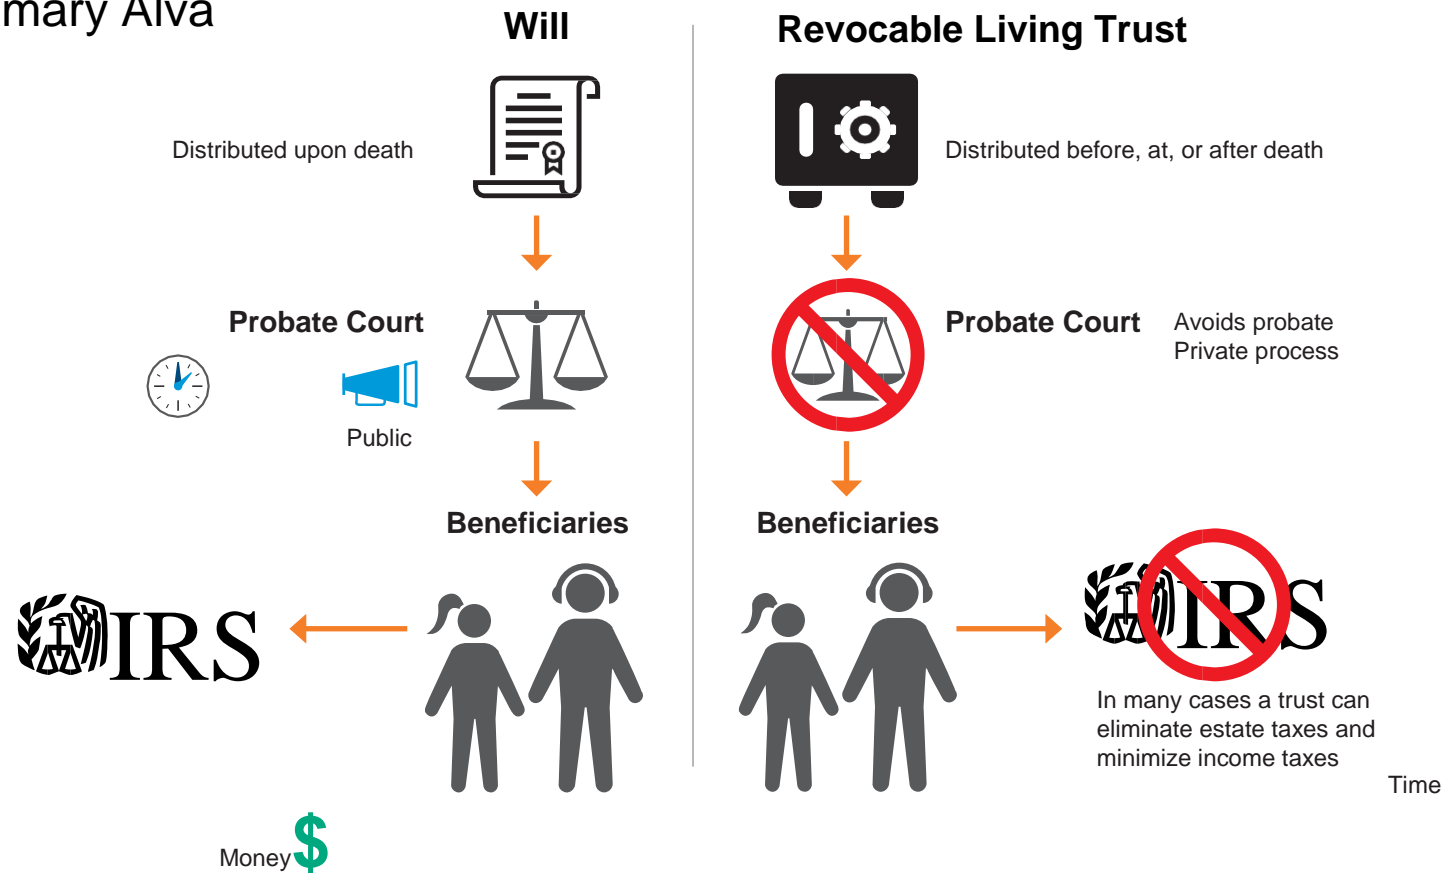 mary Alva
Will
Revocable Living Trust
Distributed upon death
Distributed before, at, or after death
Probate Court
Probate Court
Avoids probate
Private process
Public
Beneficiaries
Beneficiaries
IRS
IRS
In many cases a trust can
eliminate estate taxes and
minimize income taxes
Time
Money $